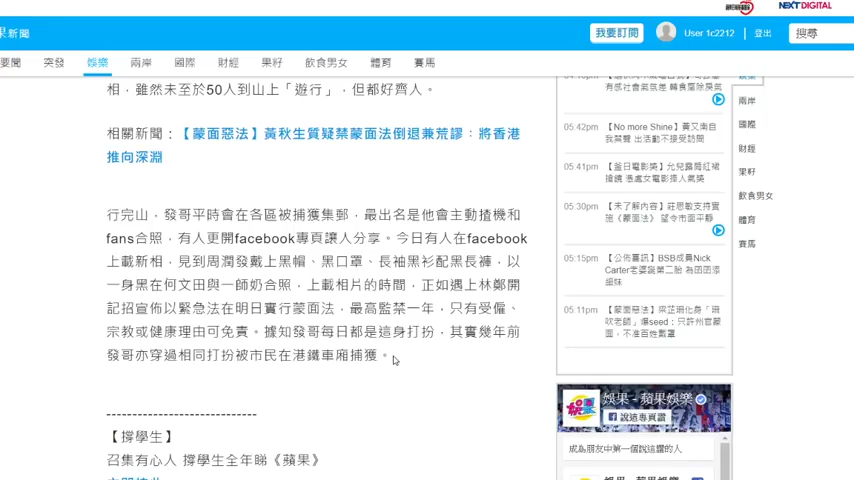 NEXT DIGITAL
果新聞
我要訂閱
User 1c2212
登出
搜尋
要聞 突發 娛樂 兩岸 國際 財經 果籽 飲食男女 體育 賽馬
相，雖然未至於50人到山上「遊行」，但都好齊人。
相關新聞：【蒙面惡法】黃秋生質疑禁蒙面法倒退兼荒謬：將香港
推向深淵
行完山，發哥平時會在各區被捕獲集郵，最出名是他會主動揸機和
fans合照，有人更開facebook專頁讓人分享。今日有人在facebook
上載新相，見到周潤發戴上黑帽、黑口罩、長袖黑衫配黑長褲，以
一身黑在何文田與一師奶合照，上載相片的時間，正如遇上林鄭開
記招宣佈以緊急法在明日實行蒙面法，最高監禁一年，只有受僱、
宗教或健康理由可免責。據知發哥每日都是這身打扮，其實幾年前
發哥亦穿過相同打扮被市民在港鐵車廂捕獲。
-----------------------------
【撐學生】
召集有心人 撐學生全年睇《蘋果》
有感社會氣氛差
05:42pm 【No more Shine】黃又南自
我禁聲 出活動不接受訪問
05:41pm 【釜日電影獎】允兒露筒紅裙
搶鏡 憑處女電影捧人氣獎
05:30pm 【未了解內容】莊思敏支持實
施《蒙面法》 望令市面平靜
05:15pm 【公佈喜訊】BSB成員Nick
Carter老婆誕第二胎 為囝囝添
細妹
05:11pm 【蒙面惡法】梁芷珊化身「珊
吹老師」爆seed：只許州官蒙
面，不准百姓戴罩
兩岸
國際
財經
果籽
飲食男女
體育
賽馬
娛果 - 蘋果娛樂
說這專頁讚
成為朋友中第一個說這讚的人